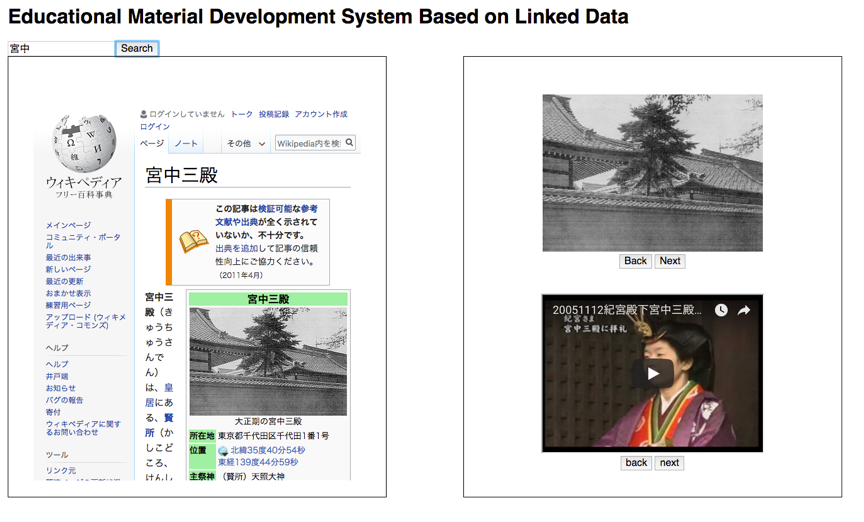 Educational Material Development System Based on Linked Data
宮中 Search
ログインしていません トーク 投稿記録 アカウント作成
ログイン
ページ ノート その他 Wikipedia内を検
ウィキペディア
フリー百科事典
メインページ
コミュニティ・ポータ
ル
最近の出来事
新しいページ
最近の更新
おまかせ表示
練習用ページ
アップロード (ウィキメ
ディア・コモンズ)
ヘルプ
ヘルプ
井戸端
お知らせ
バグの報告
寄付
ウィキペディアに関す
るお問い合わせ
ツール
リンク元
宮中三殿
この記事は検証可能な参考
文献や出典が全く示されて
いないか、不十分です。
出典を追加して記事の信頼
性向上にご協力ください。
（2011年4月）
宮中三
殿（き
ゅうちゅ
うさん
でん）
は、皇
居にあ
る、賢
所（か
しこど
ころ、
けんし
宮中三殿
大正期の宮中三殿
所在地 東京都千代田区千代田1番1号
位置 北緯35度40分54秒
東経139度44分59秒
主祭神 （賢所）天照大神
Back Next
20051112紀宮殿下宮中三殿...
紀宮さま
宮中三殿に拝礼
back next